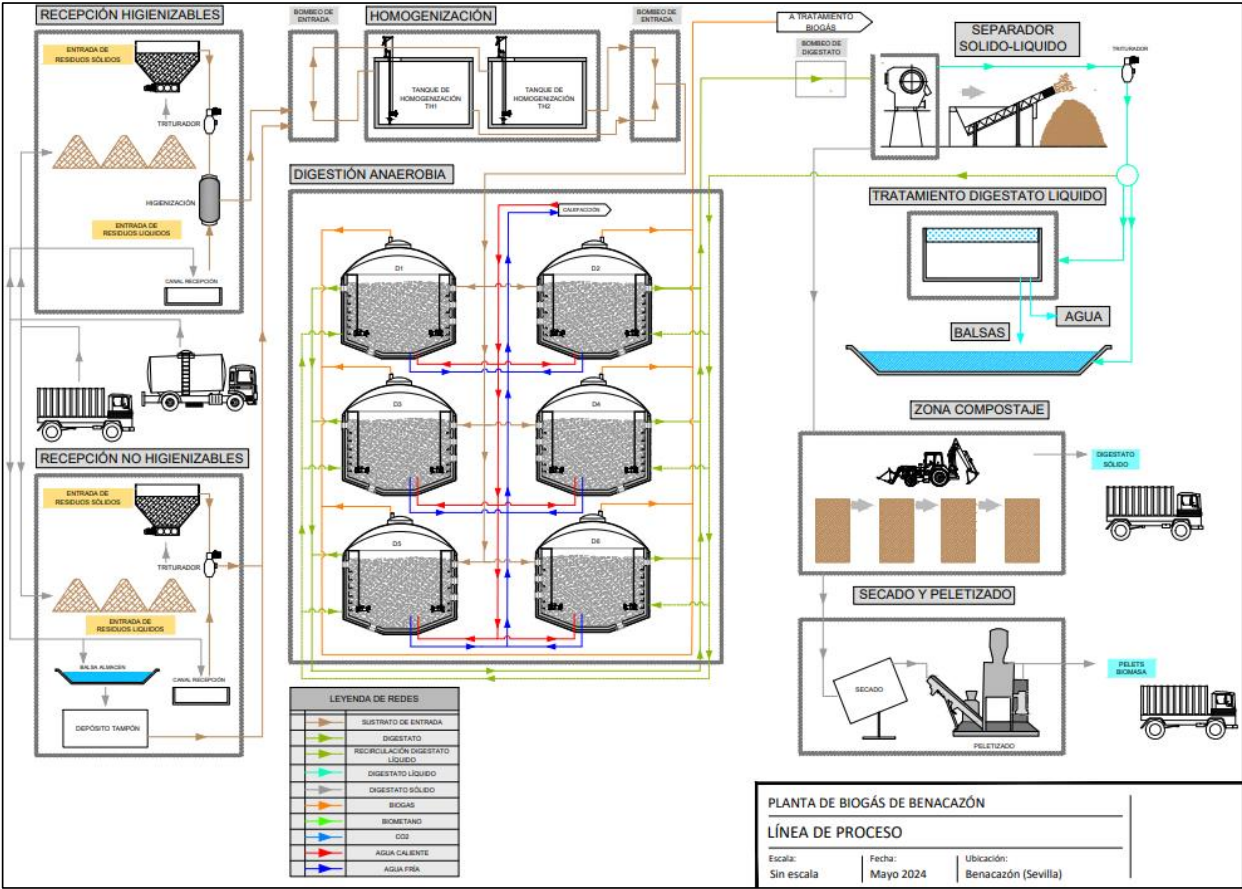 RECEPCIÓN HIGIENIZABLES
ENTRADA DE
RESIDUOS SÓLIDOS
TRITURADOR
HIGIENIZACIÓN
ENTRADA DE
RESIDUOS LÍQUIDOS
CANAL RECEPCIÓN
RECEPCIÓN NO HIGIENIZABLES
ENTRADA DE
RESIDUOS SÓLIDOS
TRITURADOR
ENTRADA DE
RESIDUOS LÍQUIDOS
BALSA ALMACEN
CANAL RECEPCIÓN
DEPÓSITO TAMPÓN
BOMBEO DE
ENTRADA
HOMOGENIZACIÓN
TANQUE DE
HOMOGENIZACIÓN
TH1
TANQUE DE
HOMOGENIZACIÓN
TH2
BOMBEO DE
ENTRADA
DIGESTIÓN ANAEROBIA
CALEFACCIÓN
D1
D2
D3
D4
D5
D6
LEYENDA DE REDES
SUSTRATO DE ENTRADA
DIGESTATO
RECIRCULACIÓN DIGESTATO
LÍQUIDO
DIGESTATO LÍQUIDO
DIGESTATO SÓLIDO
BIOGAS
BIOMETANO
CO2
AGUA CALIENTE
AGUA FRÍA
A TRATAMIENTO
BIOGÁS
BOMBEO DE
DIGESTATO
SEPARADOR
SOLIDO-LIQUIDO
TRITURADOR
TRATAMIENTO DIGESTATO LIQUIDO
AGUA
BALSAS
ZONA COMPOSTAJE
DIGESTATO
SÓLIDO
SECADO Y PELETIZADO
SECADO
PELETIZADO
PELETS
BIOMASA
PLANTA DE BIOGÁS DE BENACAZÓN
LÍNEA DE PROCESO
Escala:
Sin escala
Fecha:
Mayo 2024
Ubicación:
Benacazón (Sevilla)